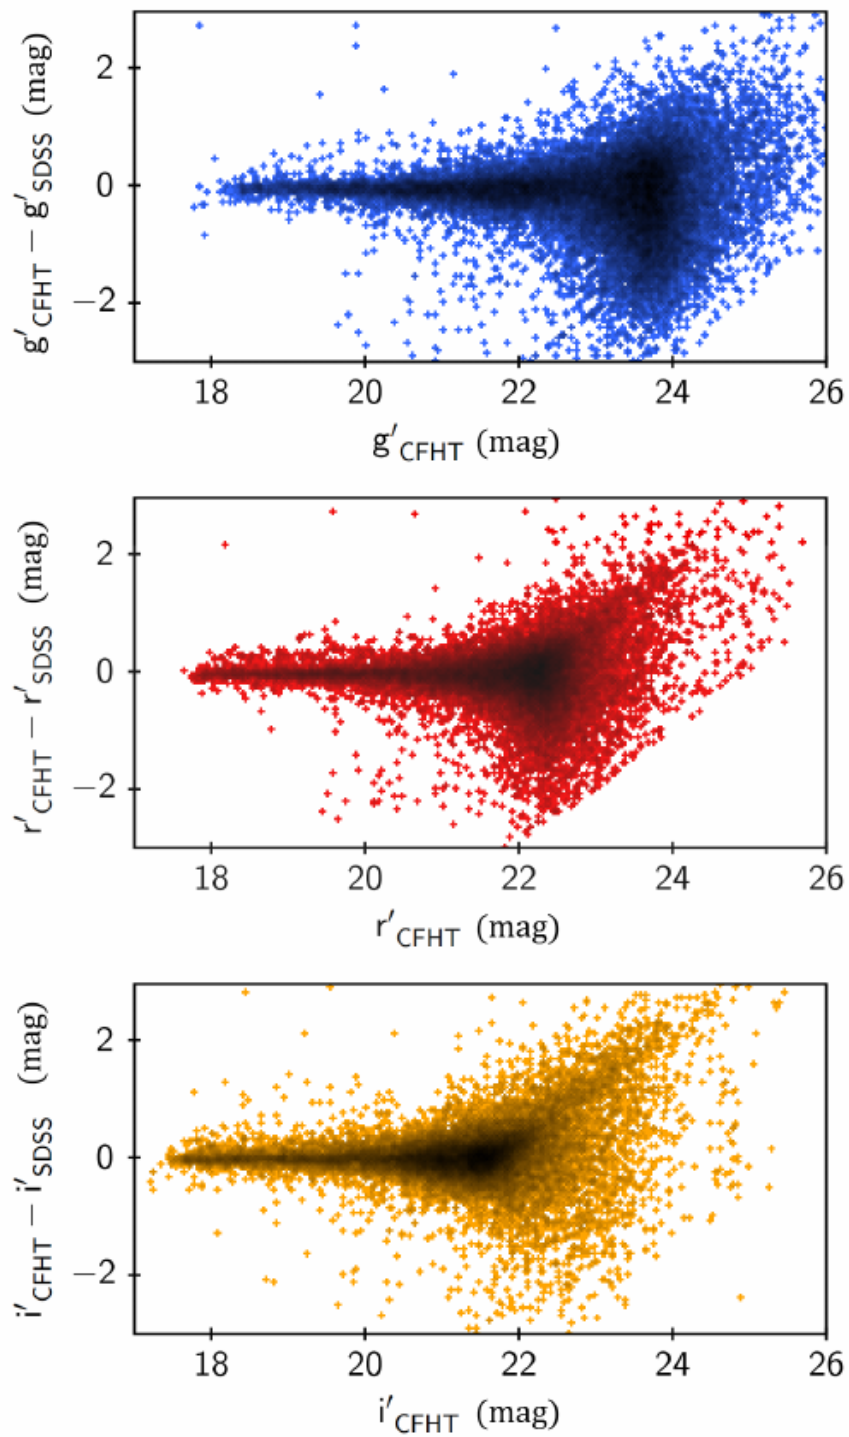 2
0
−2
g′CFHT − g′SDSS (mag)
18 20 22 24 26
g′CFHT (mag)
2
0
−2
r′CFHT − r′SDSS (mag)
18 20 22 24 26
r′CFHT (mag)
2
0
−2
i′CFHT − i′SDSS (mag)
18 20 22 24 26
i′CFHT (mag)